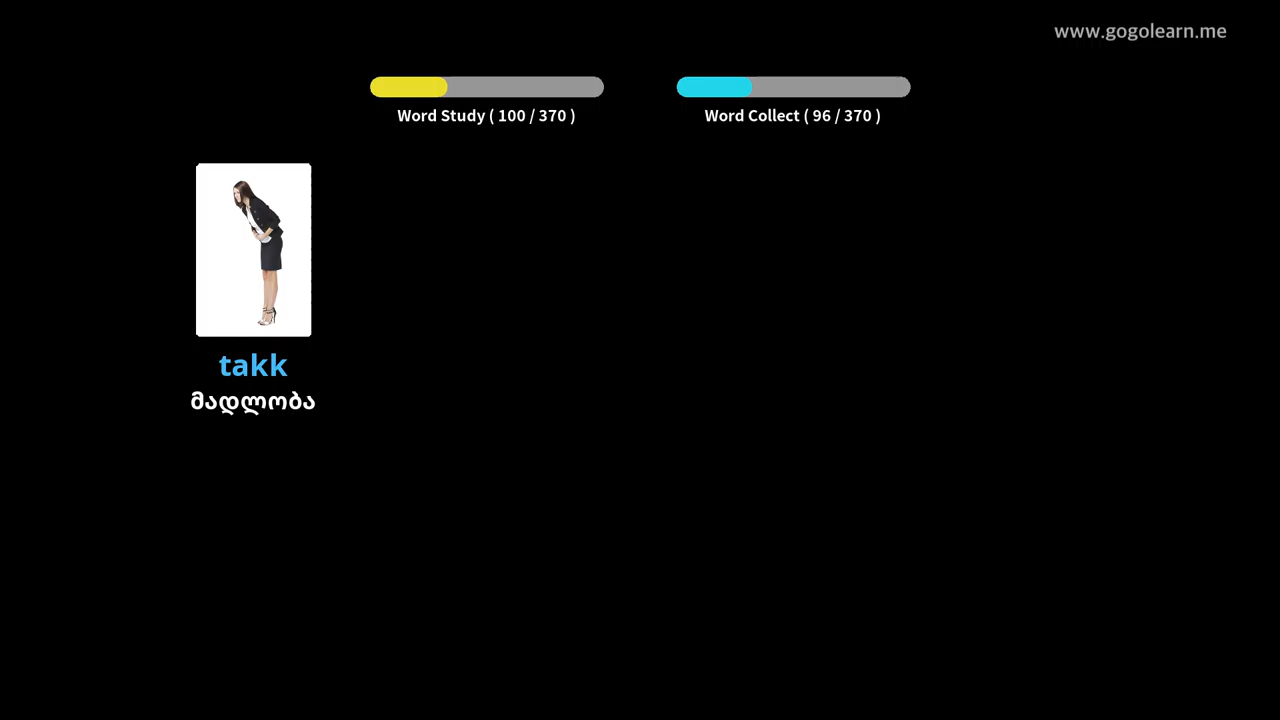 www.gogolearn.me
Word Study ( 100 / 370 )
Word Collect ( 96 / 370 )
takk
მადლობა